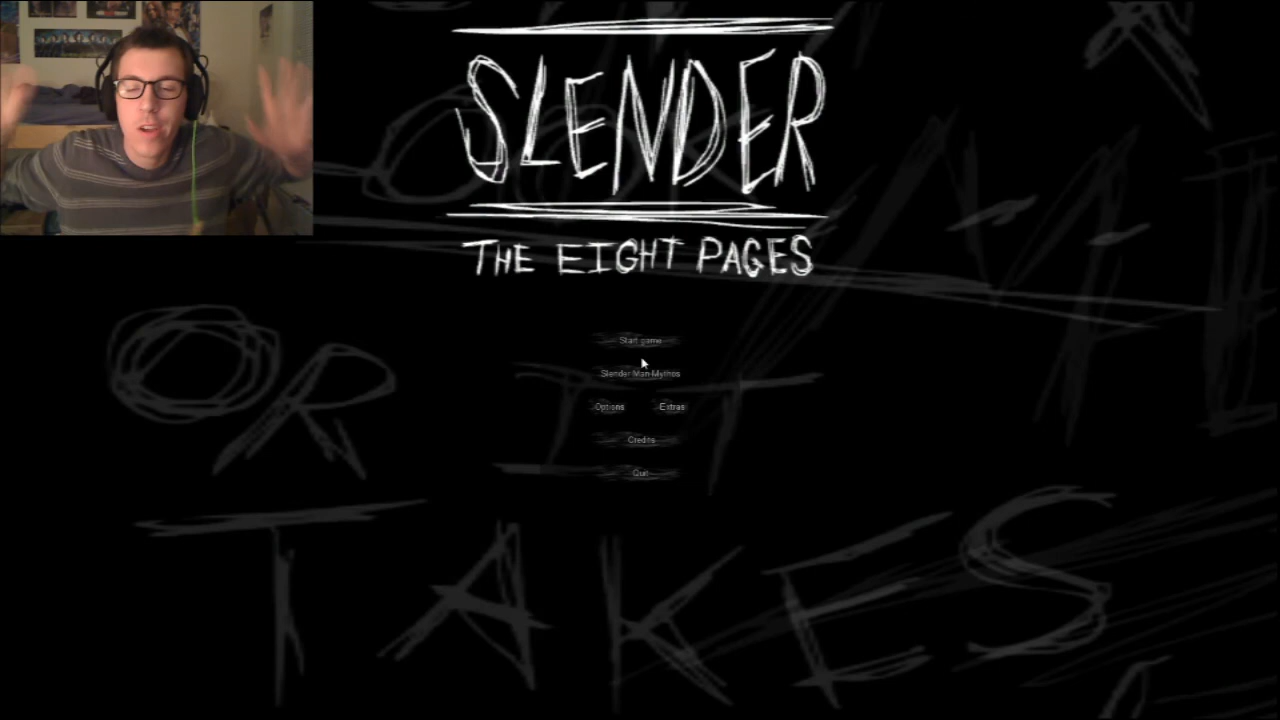 SLENDER
THE EIGHT PAGES
Start game
Slender Man Mythos
Options Extras
Credits
Quit
OR IT
TAKES